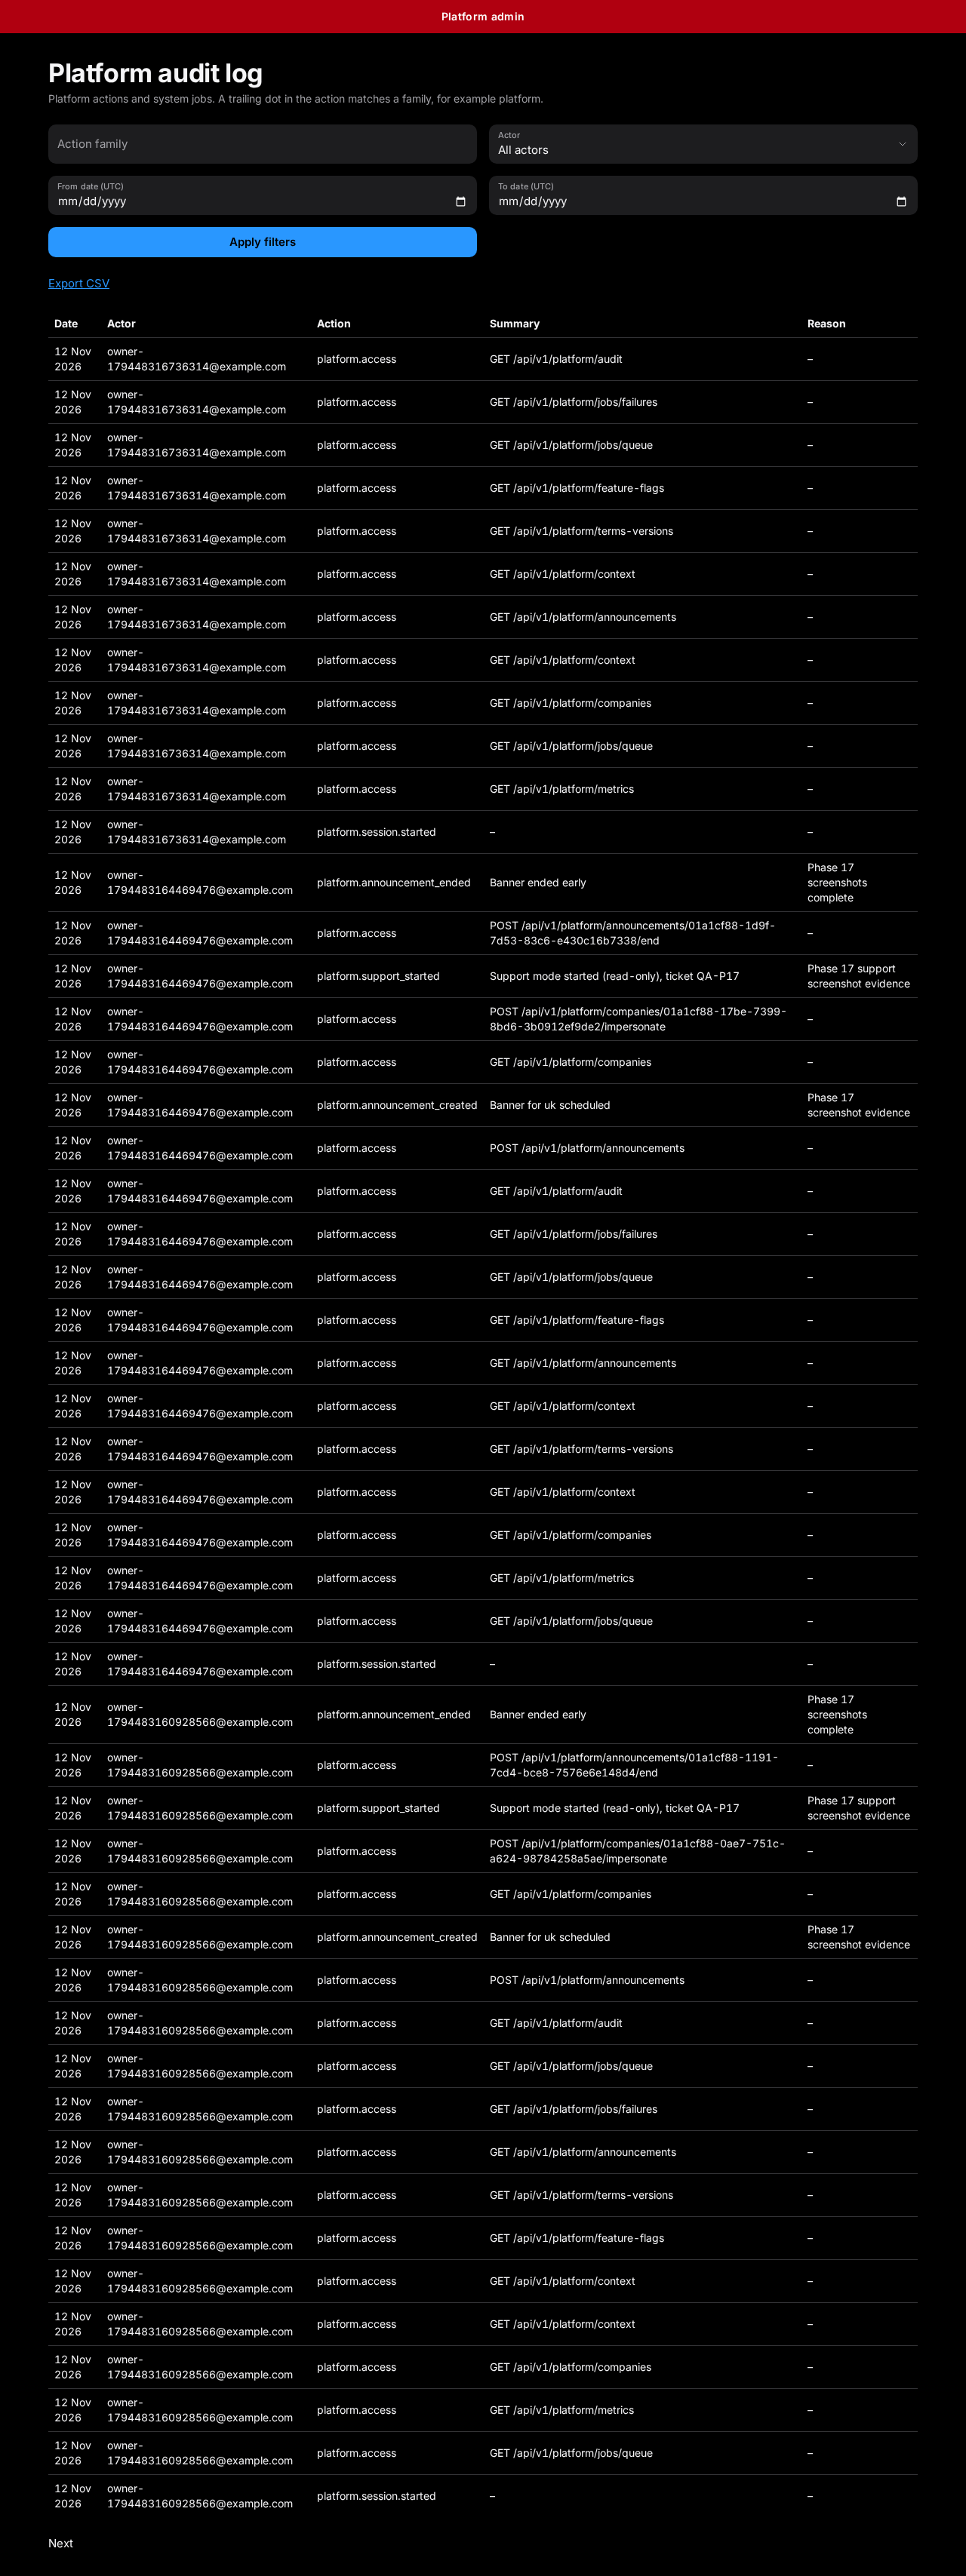 Platform admin
Platform audit log
Platform actions and system jobs. A trailing dot in the action matches a family, for example platform.
Action family
Actor
All actors
From date (UTC)
mm/dd/yyyy
To date (UTC)
mm/dd/yyyy
Apply filters
Export CSV
Date Actor Action Summary Reason
12 Nov 2026 owner-179448316736314@example.com platform.access GET /api/v1/platform/audit –
12 Nov 2026 owner-179448316736314@example.com platform.access GET /api/v1/platform/jobs/failures –
12 Nov 2026 owner-179448316736314@example.com platform.access GET /api/v1/platform/jobs/queue –
12 Nov 2026 owner-179448316736314@example.com platform.access GET /api/v1/platform/feature-flags –
12 Nov 2026 owner-179448316736314@example.com platform.access GET /api/v1/platform/terms-versions –
12 Nov 2026 owner-179448316736314@example.com platform.access GET /api/v1/platform/context –
12 Nov 2026 owner-179448316736314@example.com platform.access GET /api/v1/platform/announcements –
12 Nov 2026 owner-179448316736314@example.com platform.access GET /api/v1/platform/context –
12 Nov 2026 owner-179448316736314@example.com platform.access GET /api/v1/platform/companies –
12 Nov 2026 owner-179448316736314@example.com platform.access GET /api/v1/platform/jobs/queue –
12 Nov 2026 owner-179448316736314@example.com platform.access GET /api/v1/platform/metrics –
12 Nov 2026 owner-179448316736314@example.com platform.session.started – –
12 Nov 2026 owner-1794483164469476@example.com platform.announcement_ended Banner ended early Phase 17 screenshots complete
12 Nov 2026 owner-1794483164469476@example.com platform.access POST /api/v1/platform/announcements/01a1cf88-1d9f-7d53-83c6-e430c16b7338/end –
12 Nov 2026 owner-1794483164469476@example.com platform.support_started Support mode started (read-only), ticket QA-P17 Phase 17 support screenshot evidence
12 Nov 2026 owner-1794483164469476@example.com platform.access POST /api/v1/platform/companies/01a1cf88-17be-7399-8bd6-3b0912ef9de2/impersonate –
12 Nov 2026 owner-1794483164469476@example.com platform.access GET /api/v1/platform/companies –
12 Nov 2026 owner-1794483164469476@example.com platform.announcement_created Banner for uk scheduled Phase 17 screenshot evidence
12 Nov 2026 owner-1794483164469476@example.com platform.access POST /api/v1/platform/announcements –
12 Nov 2026 owner-1794483164469476@example.com platform.access GET /api/v1/platform/audit –
12 Nov 2026 owner-1794483164469476@example.com platform.access GET /api/v1/platform/jobs/failures –
12 Nov 2026 owner-1794483164469476@example.com platform.access GET /api/v1/platform/jobs/queue –
12 Nov 2026 owner-1794483164469476@example.com platform.access GET /api/v1/platform/feature-flags –
12 Nov 2026 owner-1794483164469476@example.com platform.access GET /api/v1/platform/announcements –
12 Nov 2026 owner-1794483164469476@example.com platform.access GET /api/v1/platform/context –
12 Nov 2026 owner-1794483164469476@example.com platform.access GET /api/v1/platform/terms-versions –
12 Nov 2026 owner-1794483164469476@example.com platform.access GET /api/v1/platform/context –
12 Nov 2026 owner-1794483164469476@example.com platform.access GET /api/v1/platform/companies –
12 Nov 2026 owner-1794483164469476@example.com platform.access GET /api/v1/platform/metrics –
12 Nov 2026 owner-1794483164469476@example.com platform.access GET /api/v1/platform/jobs/queue –
12 Nov 2026 owner-1794483164469476@example.com platform.session.started – –
12 Nov 2026 owner-1794483160928566@example.com platform.announcement_ended Banner ended early Phase 17 screenshots complete
12 Nov 2026 owner-1794483160928566@example.com platform.access POST /api/v1/platform/announcements/01a1cf88-1191-7cd4-bce8-7576e6e148d4/end –
12 Nov 2026 owner-1794483160928566@example.com platform.support_started Support mode started (read-only), ticket QA-P17 Phase 17 support screenshot evidence
12 Nov 2026 owner-1794483160928566@example.com platform.access POST /api/v1/platform/companies/01a1cf88-0ae7-751c-a624-98784258a5ae/impersonate –
12 Nov 2026 owner-1794483160928566@example.com platform.access GET /api/v1/platform/companies –
12 Nov 2026 owner-1794483160928566@example.com platform.announcement_created Banner for uk scheduled Phase 17 screenshot evidence
12 Nov 2026 owner-1794483160928566@example.com platform.access POST /api/v1/platform/announcements –
12 Nov 2026 owner-1794483160928566@example.com platform.access GET /api/v1/platform/audit –
12 Nov 2026 owner-1794483160928566@example.com platform.access GET /api/v1/platform/jobs/queue –
12 Nov 2026 owner-1794483160928566@example.com platform.access GET /api/v1/platform/jobs/failures –
12 Nov 2026 owner-1794483160928566@example.com platform.access GET /api/v1/platform/announcements –
12 Nov 2026 owner-1794483160928566@example.com platform.access GET /api/v1/platform/terms-versions –
12 Nov 2026 owner-1794483160928566@example.com platform.access GET /api/v1/platform/feature-flags –
12 Nov 2026 owner-1794483160928566@example.com platform.access GET /api/v1/platform/context –
12 Nov 2026 owner-1794483160928566@example.com platform.access GET /api/v1/platform/context –
12 Nov 2026 owner-1794483160928566@example.com platform.access GET /api/v1/platform/companies –
12 Nov 2026 owner-1794483160928566@example.com platform.access GET /api/v1/platform/metrics –
12 Nov 2026 owner-1794483160928566@example.com platform.access GET /api/v1/platform/jobs/queue –
12 Nov 2026 owner-1794483160928566@example.com platform.session.started – –
Next